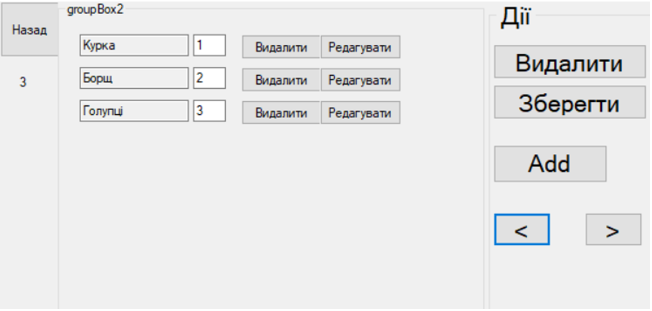 Назад
3
groupBox2
Курка 1 Видалити Редагувати
Борщ 2 Видалити Редагувати
Голупці 3 Видалити Редагувати
Дії
Видалити
Зберегти
Add
< >